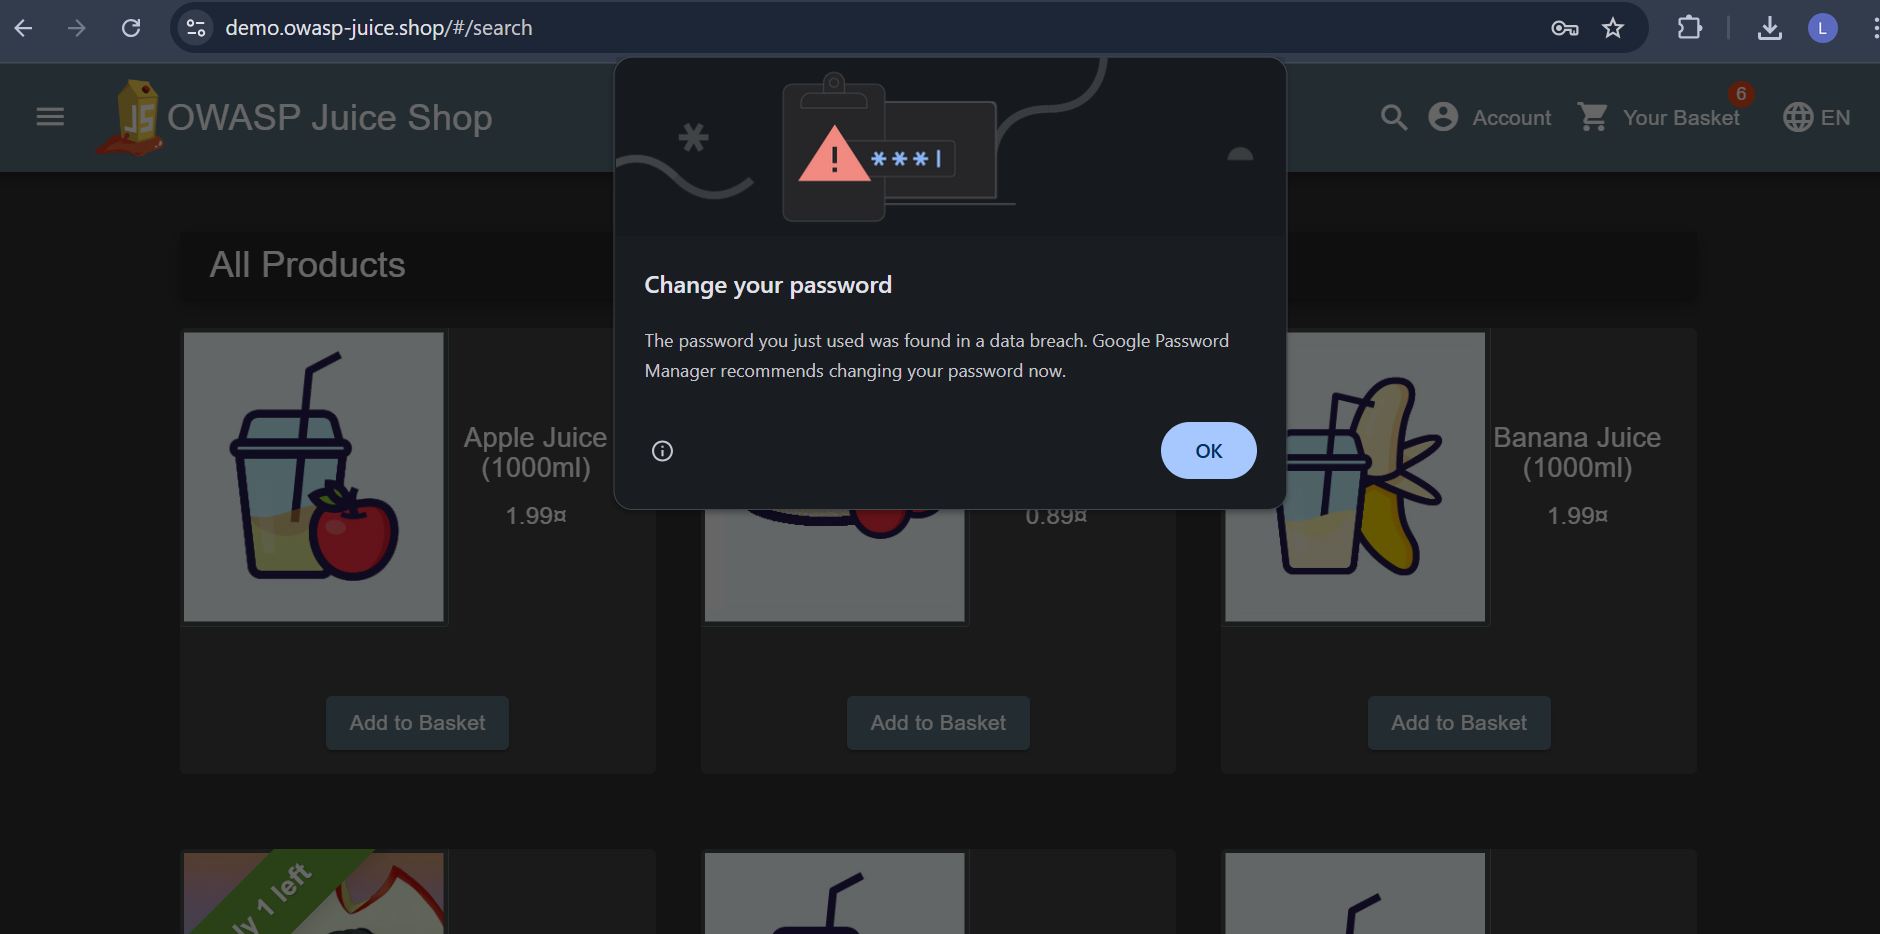 demo.owasp-juice.shop/#/search
L
OWASP Juice Shop
Account
6
Your Basket
EN
***|
All Products
Change your password
The password you just used was found in a data breach. Google Password
Manager recommends changing your password now.
OK
Apple Juice
(1000ml)
1.99¤
0.89¤
Banana Juice
(1000ml)
1.99¤
Add to Basket
Add to Basket
Add to Basket
ly 1 left